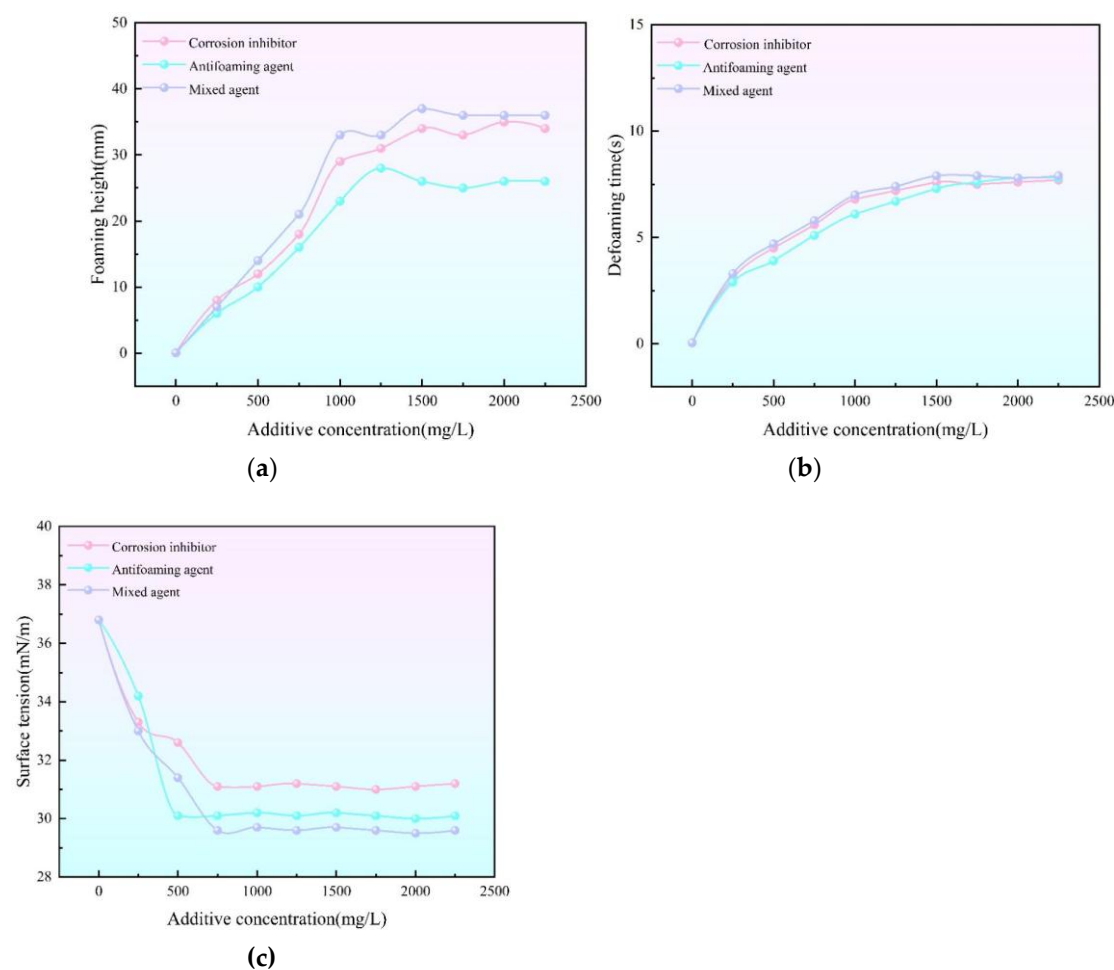 50
40
30
20
10
0
Foaming height(mm)
Corrosion inhibitor
Antifoaming agent
Mixed agent
0 500 1000 1500 2000 2500
Additive concentration(mg/L)
(a)
15
10
5
0
Defoaming time(s)
Corrosion inhibitor
Antifoaming agent
Mixed agent
0 500 1000 1500 2000 2500
Additive concentration(mg/L)
(b)
40
38
36
34
32
30
28
Surface tension(mN/m)
Corrosion inhibitor
Antifoaming agent
Mixed agent
0 500 1000 1500 2000 2500
Additive concentration(mg/L)
(c)